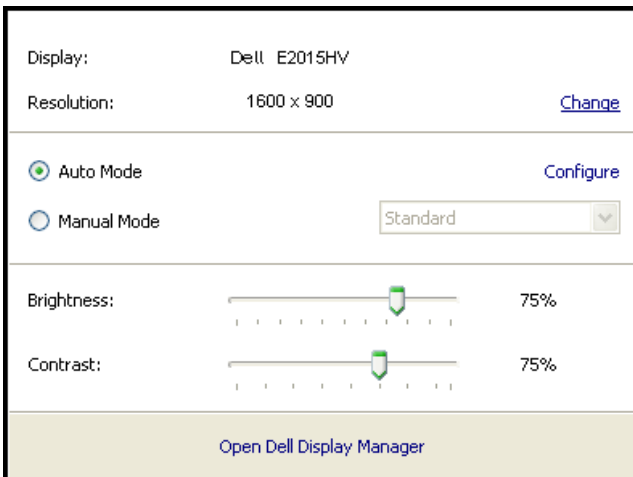 Display: Dell E2015HV
Resolution: 1600 x 900 Change
Auto Mode Configure
Manual Mode Standard
Brightness: 75%
Contrast: 75%
Open Dell Display Manager